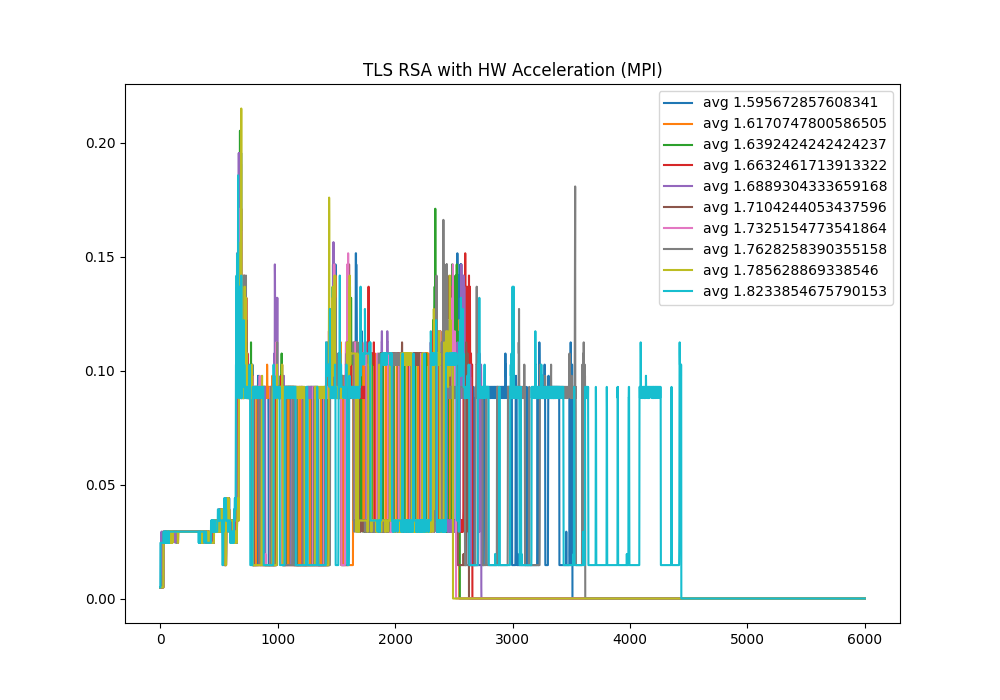 TLS RSA with HW Acceleration (MPI)
avg 1.595672857608341
avg 1.6170747800586505
avg 1.6392424242424237
avg 1.6632461713913322
avg 1.6889304333659168
avg 1.7104244053437596
avg 1.7325154773541864
avg 1.7628258390355158
avg 1.785628869338546
avg 1.8233854675790153
0.20
0.15
0.10
0.05
0.00
0 1000 2000 3000 4000 5000 6000